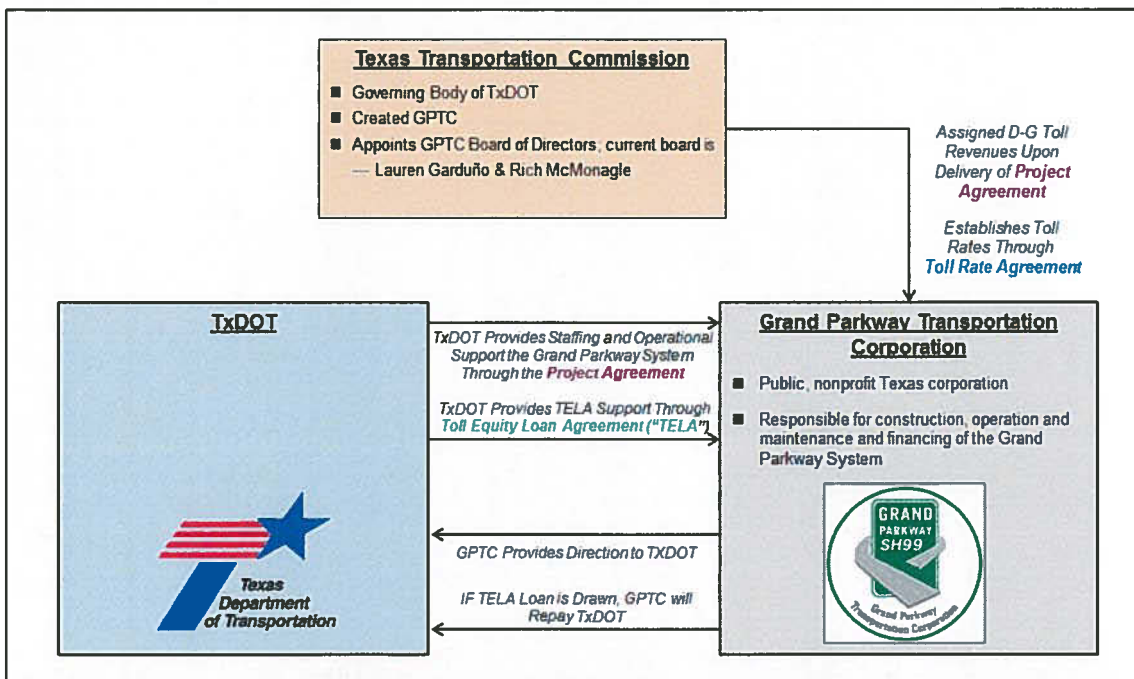 Texas Transportation Commission
■ Governing Body of TxDOT
■ Created GPTC
■ Appoints GPTC Board of Directors; current board is
— Lauren Garduño & Rich McMonagle
Assigned D-G Toll
Revenues Upon
Delivery of Project
Agreement
Establishes Toll
Rates Through
Toll Rate Agreement
TxDOT
TxDOT Provides Staffing and Operational
Support the Grand Parkway System
Through the Project Agreement
TxDOT Provides TELA Support Through
Toll Equity Loan Agreement ("TELA")
GPTC Provides Direction to TXDOT
IF TELA Loan is Drawn, GPTC will
Repay TxDOT
Texas
Department
of Transportation
Grand Parkway Transportation
Corporation
■ Public, nonprofit Texas corporation
■ Responsible for construction, operation and
maintenance and financing of the Grand
Parkway System
GRAND
PARKWAY
SH99
Grand Parkway
Transportation Corporation